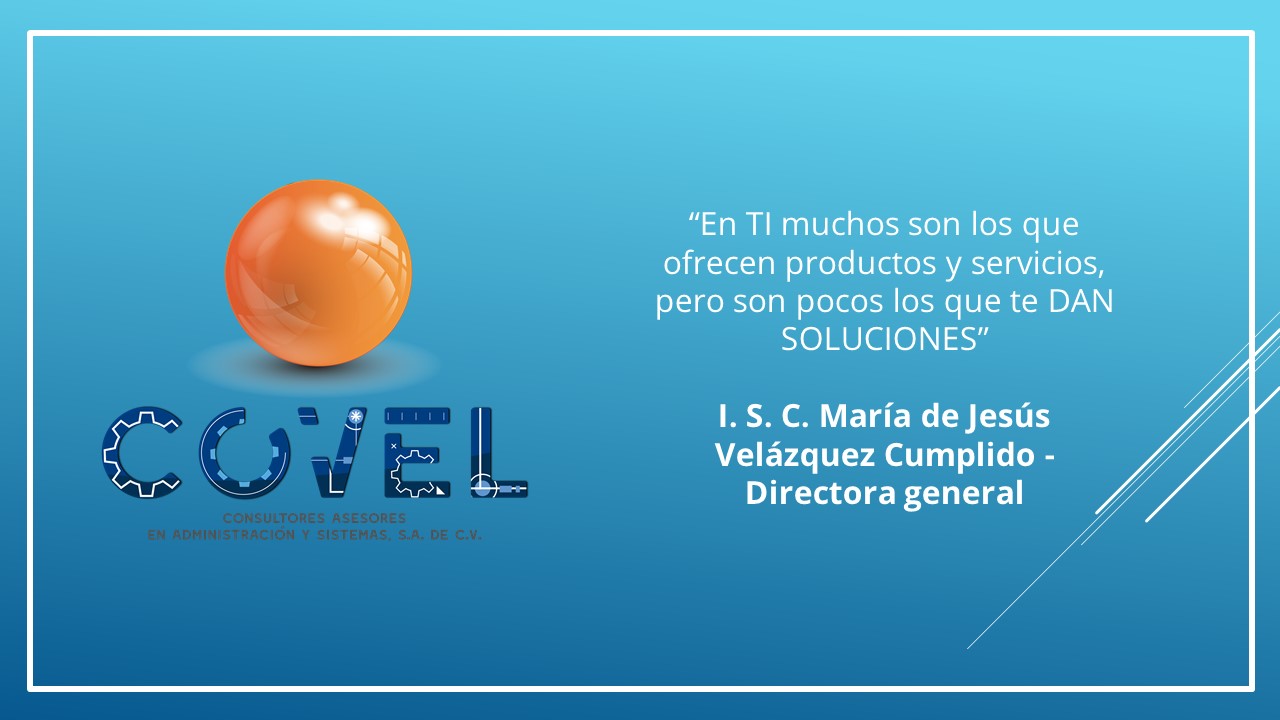 COVEL
CONSULTORES ASESORES
EN ADMINISTRACIÓN Y SISTEMAS, S.A. DE C.V.
“En TI muchos son los que
ofrecen productos y servicios,
pero son pocos los que te DAN
SOLUCIONES”
I. S. C. María de Jesús
Velázquez Cumplido -
Directora general